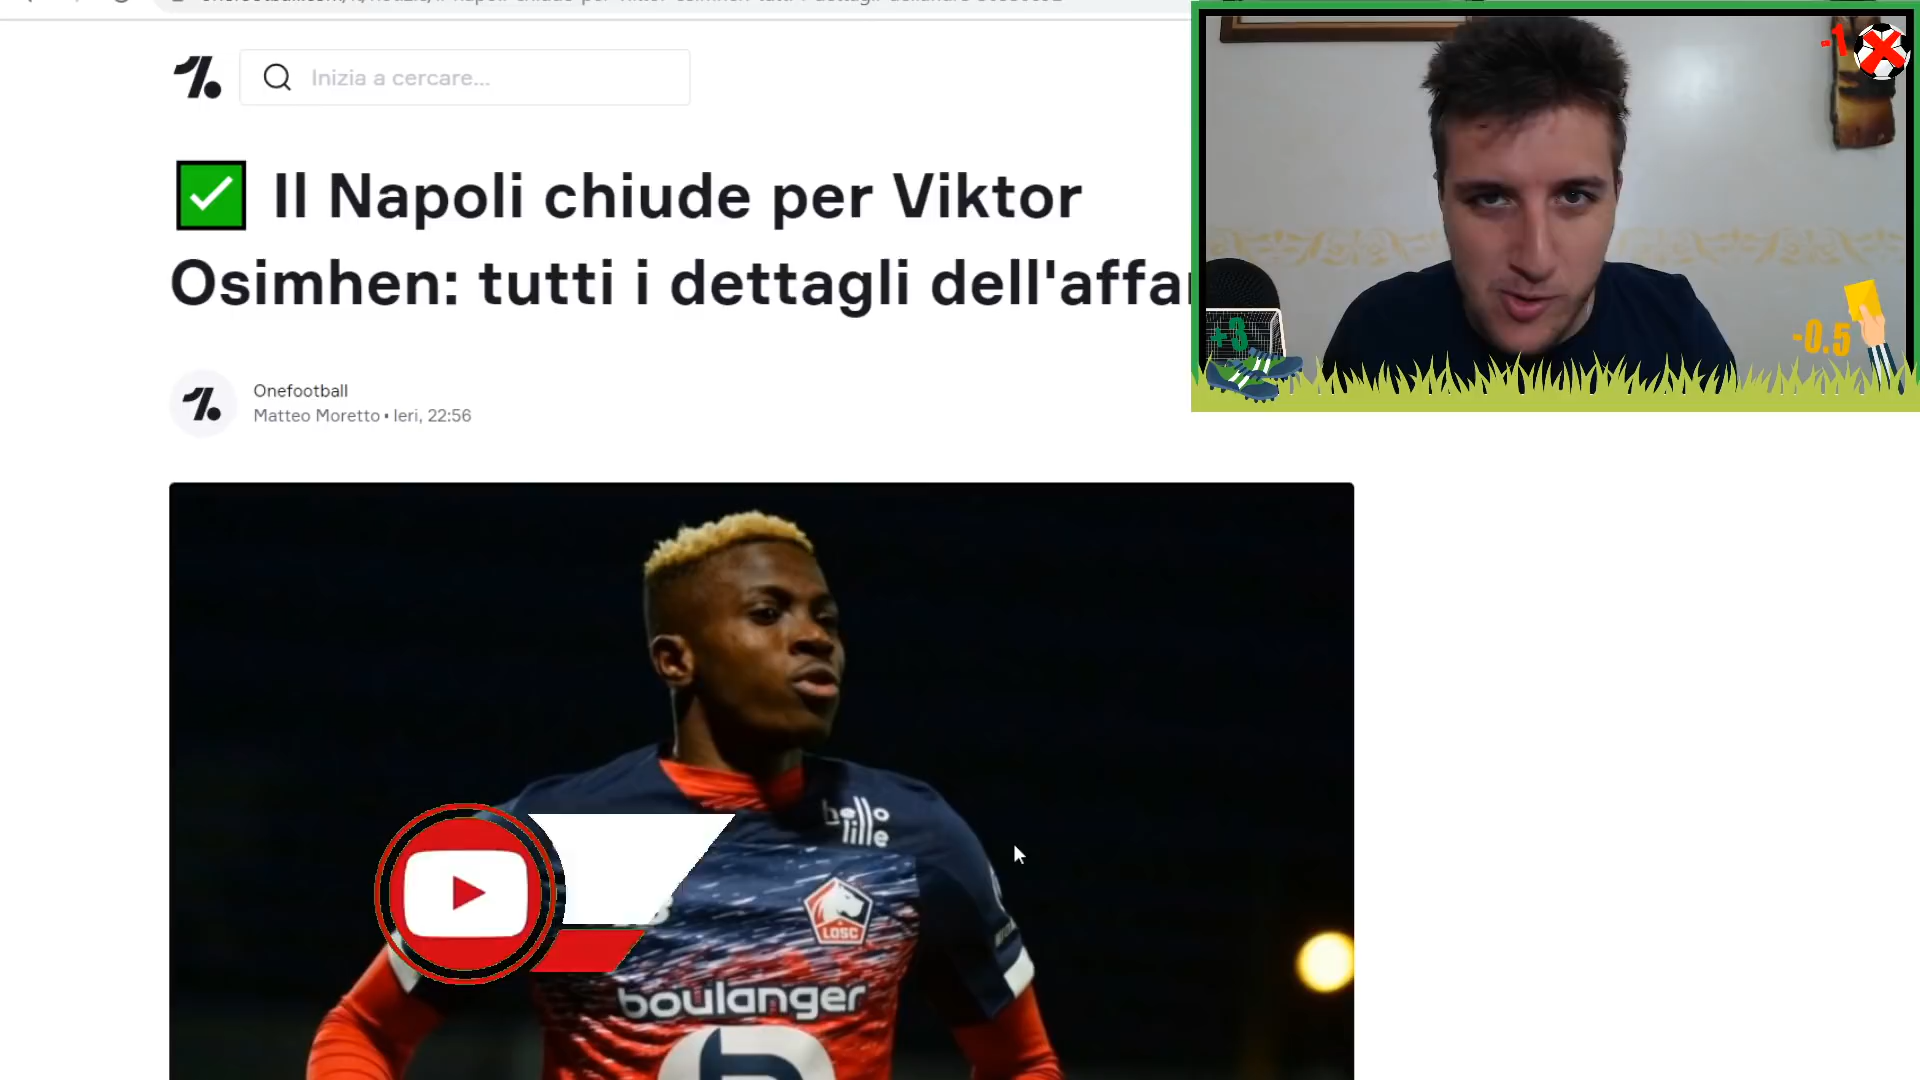 Inizia a cercare...
Il Napoli chiude per Viktor
Osimhen: tutti i dettagli dell'affar
Onefootball
Matteo Moretto • Ieri, 22:56
-1
+3
-0.5
hello
lille
LOSC
boulanger